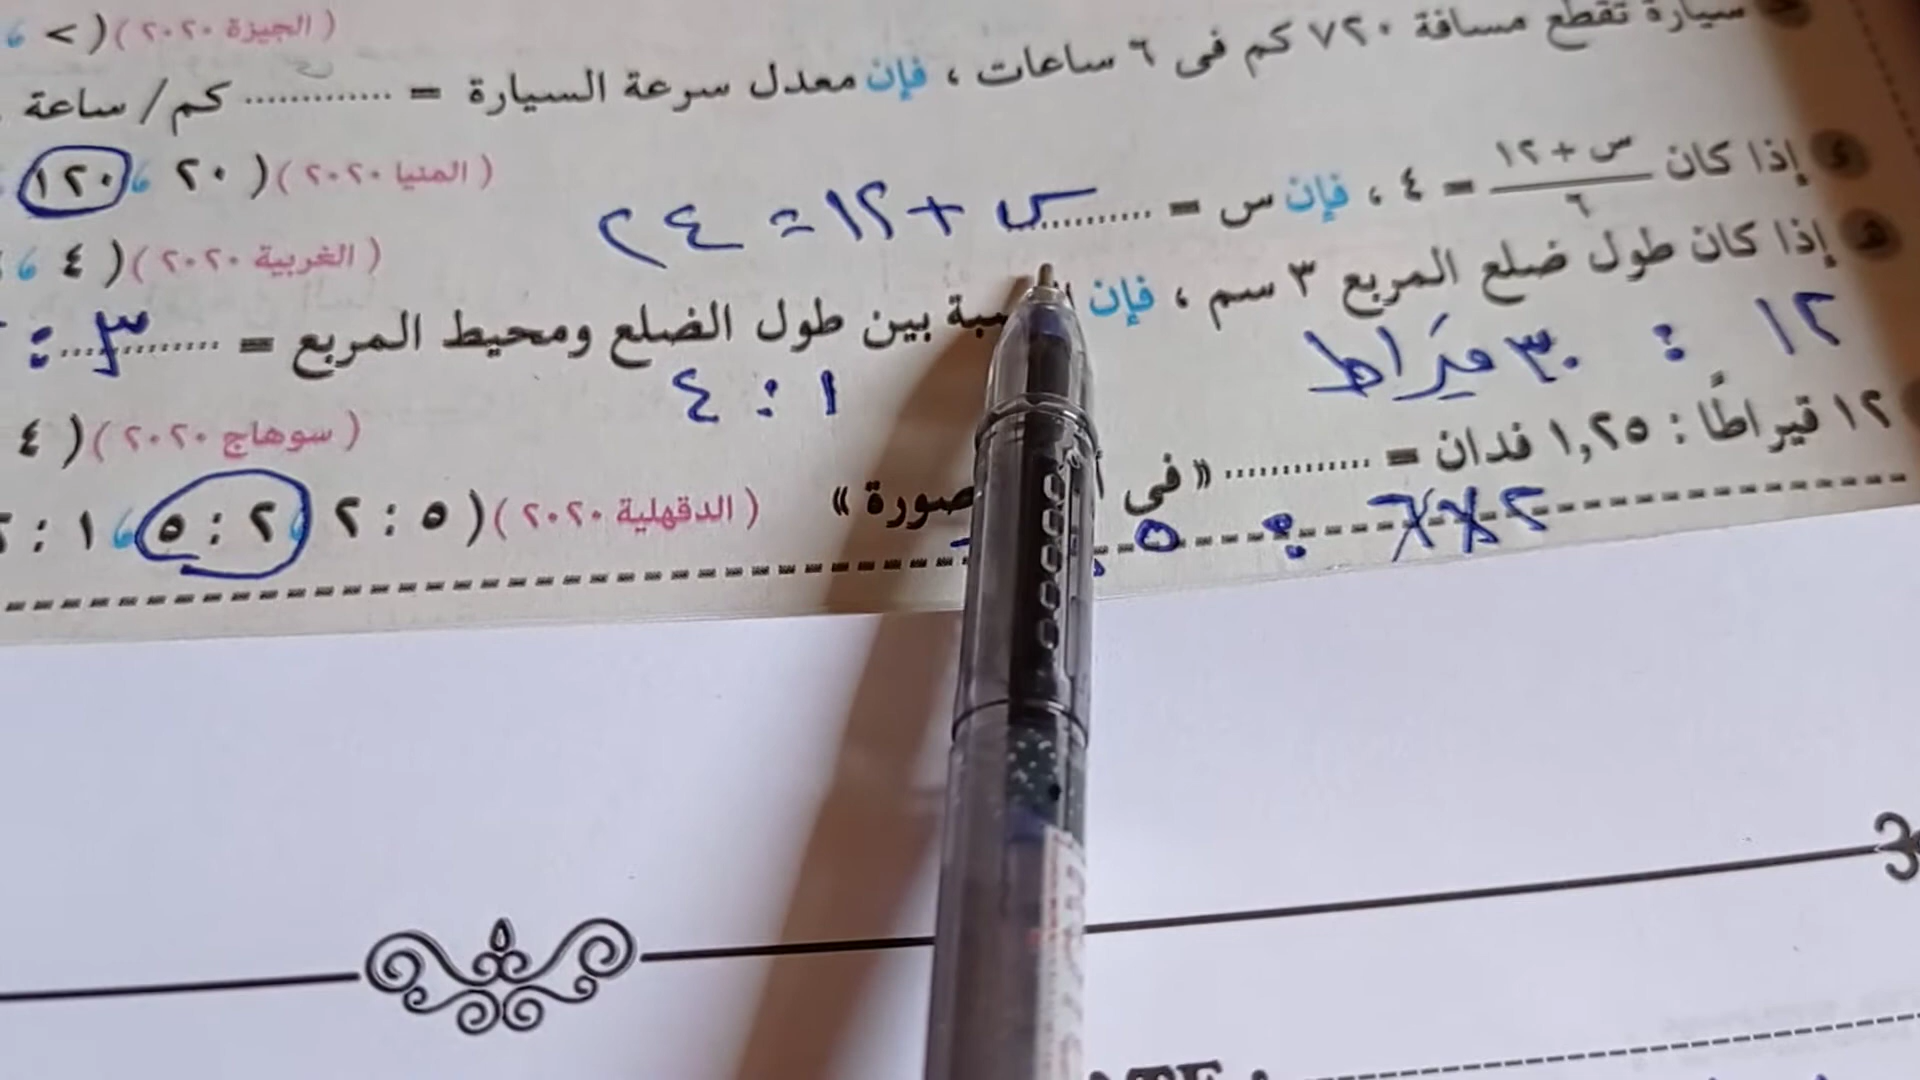 سيارة تقطع مسافة ٧٢٠ كم فى ٦ ساعات ، فإن معدل سرعة السيارة = ............. كم / ساعة
( الجيزة ٢٠٢٠ ) ( > ،
إذا كان س + ١٢ / ٦ = ٤ ، فإن س = ............
س + ١٢ = ٢٤
( المنيا ٢٠٢٠ ) ( ٢٠ ، ١٢٠ ،
إذا كان طول ضلع المربع ٣ سم ، فإن بين طول الضلع ومحيط المربع = ............
( الغربية ٢٠٢٠ ) ( ٤ ،
٣ :
١ : ٤
١٢ : ٣٠ قيراط
( سوهاج ٢٠٢٠ ) ( ٤
١٢ قيراطًا : ١,٢٥ فدان = ............. « فى صورة »
( الدقهلية ٢٠٢٠ ) ( ٥ : ٢ ، ٢ : ٥ ، ١ :